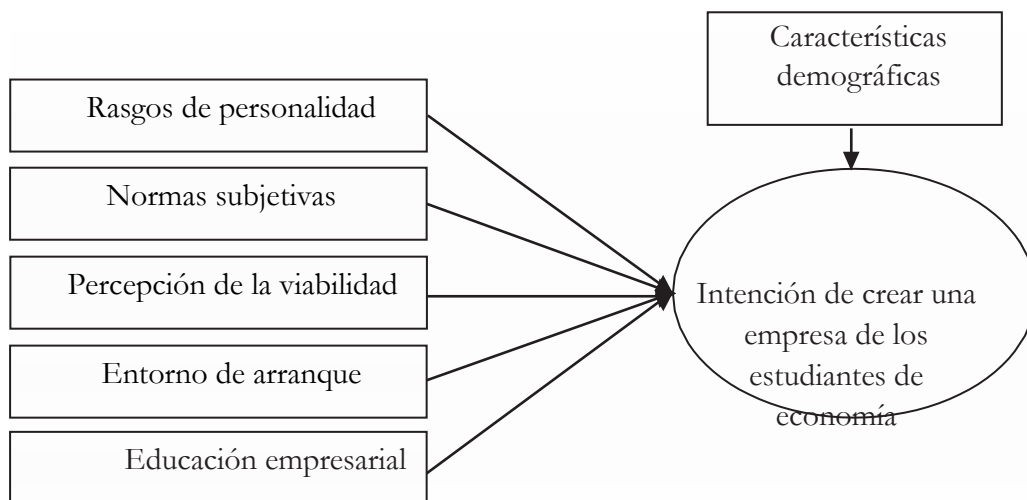 Características
demográficas
Rasgos de personalidad
Normas subjetivas
Percepción de la viabilidad
Entorno de arranque
Educación empresarial
Intención de crear una
empresa de los
estudiantes de
economía